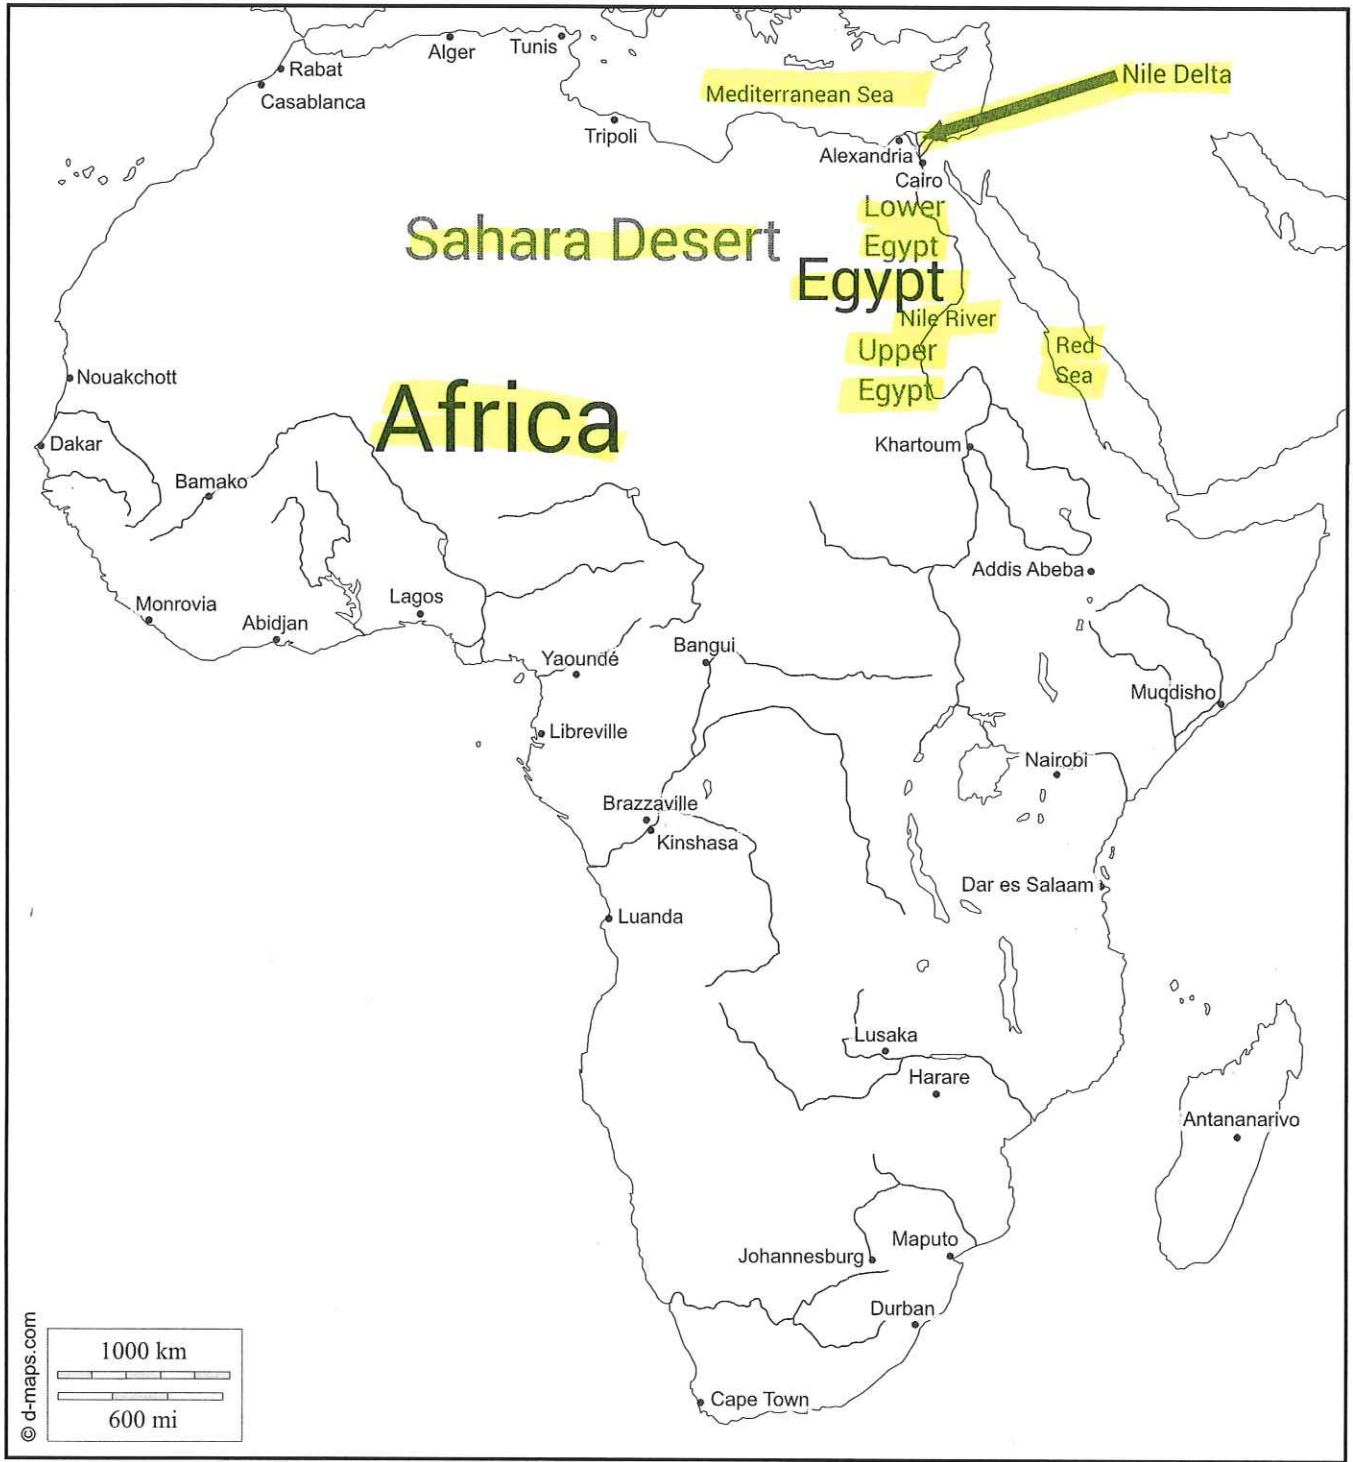 Alger
Tunis
Rabat
Casablanca
Mediterranean Sea
Nile Delta
Tripoli
Alexandria
Cairo
Lower
Egypt
Sahara Desert
Egypt
Nile River
Upper
Egypt
Red
Sea
Nouakchott
Africa
Dakar
Khartoum
Bamako
Addis Abeba
Monrovia
Abidjan
Lagos
Yaoundé
Bangui
Muqdisho
Libreville
Nairobi
Brazzaville
Kinshasa
Dar es Salaam
Luanda
Lusaka
Harare
Antananarivo
Johannesburg
Maputo
Durban
Cape Town
1000 km
600 mi
© d-maps.com